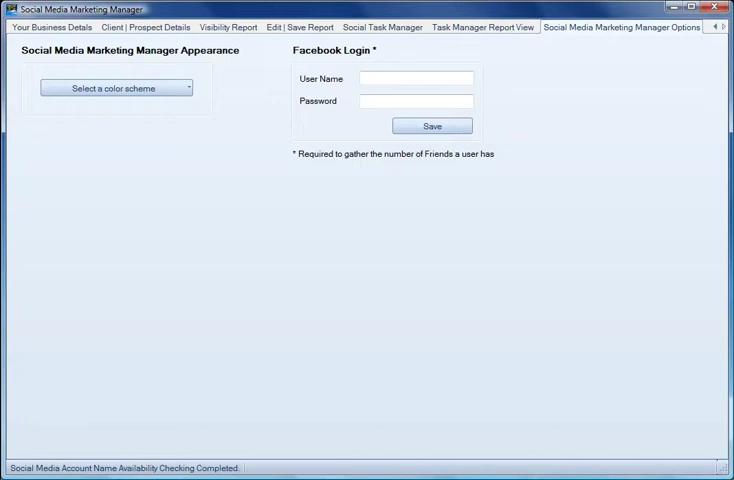 Social Media Marketing Manager
Your Business Detals Client | Prospect Details Visibility Report Edit | Save Report Social Task Manager Task Manager Report View Social Media Marketing Manager Options
Social Media Marketing Manager Appearance
Select a color scheme
Facebook Login *
User Name
Password
Save
* Required to gather the number of Friends a user has
Social Media Account Name Availability Checking Completed.